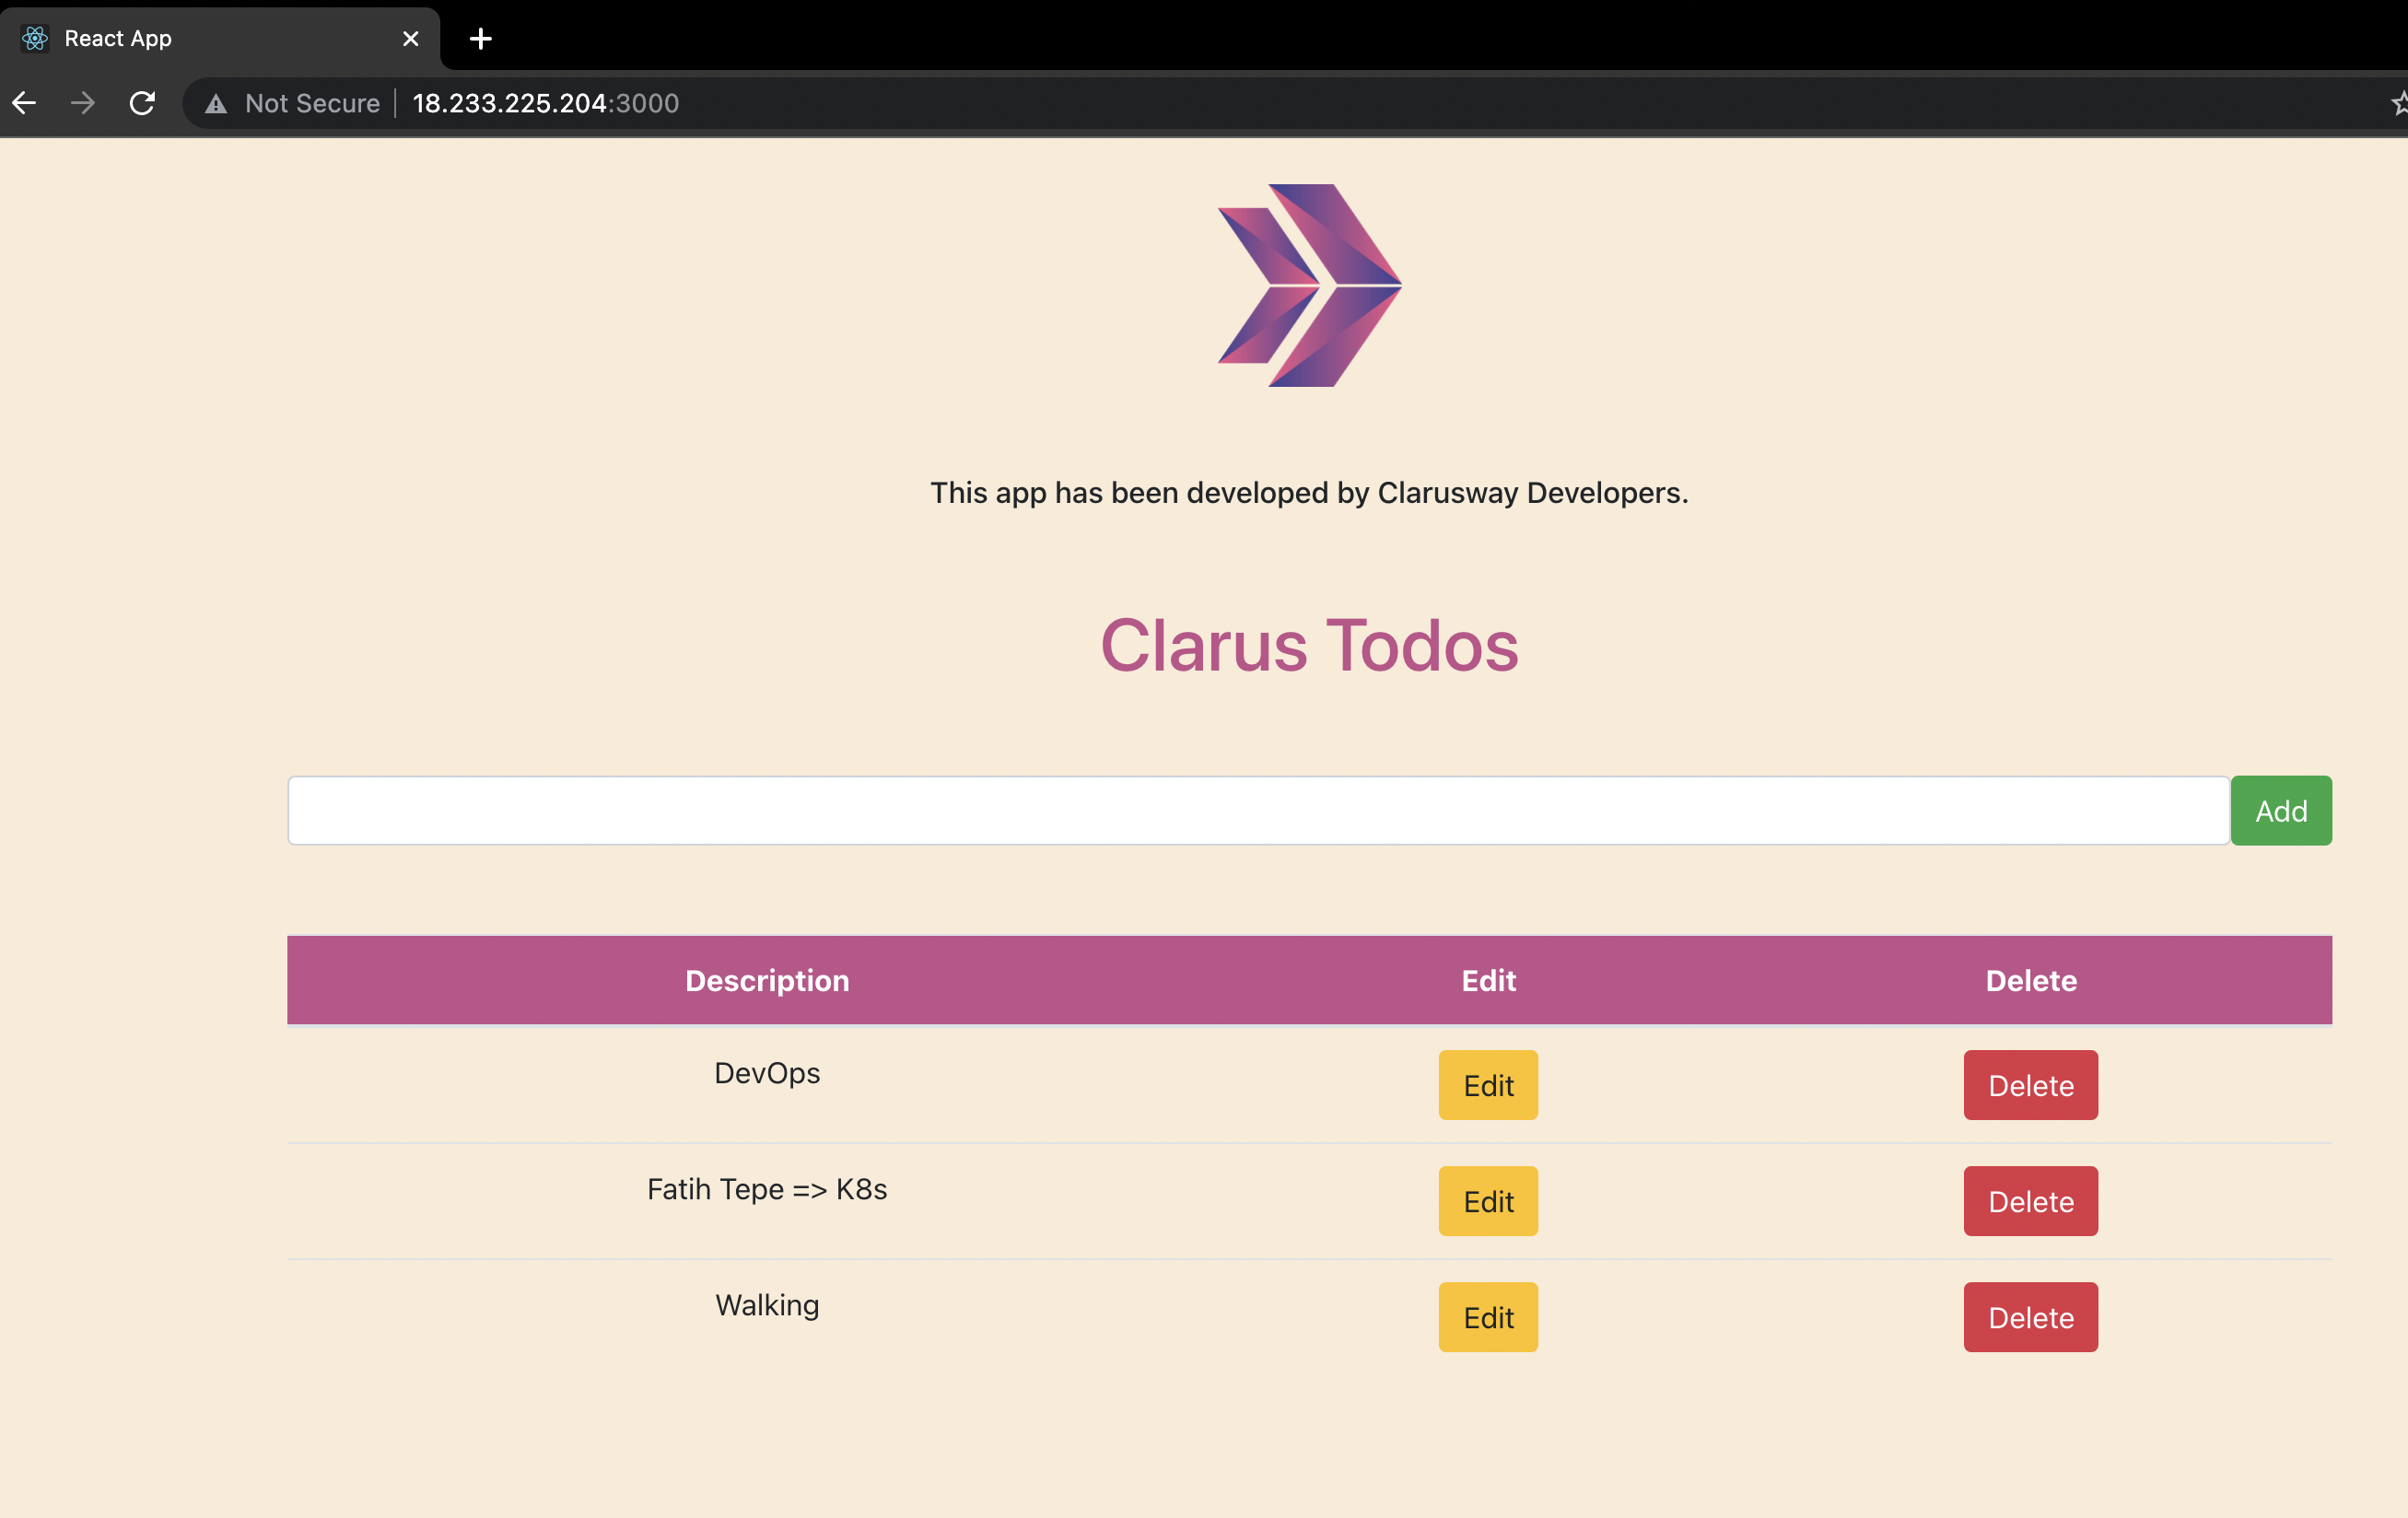 React App
Not Secure 18.233.225.204:3000
This app has been developed by Clarusway Developers.
Clarus Todos
Add
Description Edit Delete
DevOps Edit Delete
Fatih Tepe => K8s Edit Delete
Walking Edit Delete